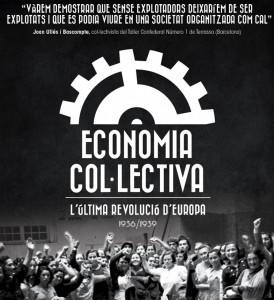 “VAREM DEMOSTRAR QUE SENSE EXPLOTADORS DEIXARÍEM DE SER
EXPLOTATS I QUE ES PODIA VIURE EN UNA SOCIETAT ORGANITZADA COM CAL”
Joan Ullés i Bascompte, col·lectivista del Taller Confederal Número 1 de Terrassa (Barcelona)
ECONOMIA
COL·LECTIVA
L'ÚLTIMA REVOLUCIÓ D'EUROPA
1936/1939